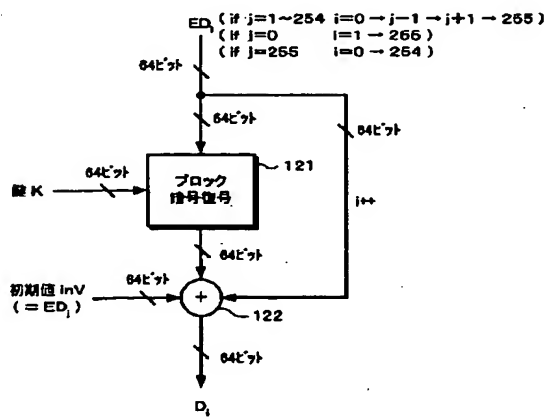 EDi (if j=1~254 i=0→j-1→j+1→255)
(if j=0 i=1→255)
(if j=255 i=0→254)
64ビット
64ビット
64ビット
121
64ビット
鍵 K
ブロック
暗号復号
i++
64ビット
初期値 inV
(=EDj)
64ビット
+
122
64ビット
Di